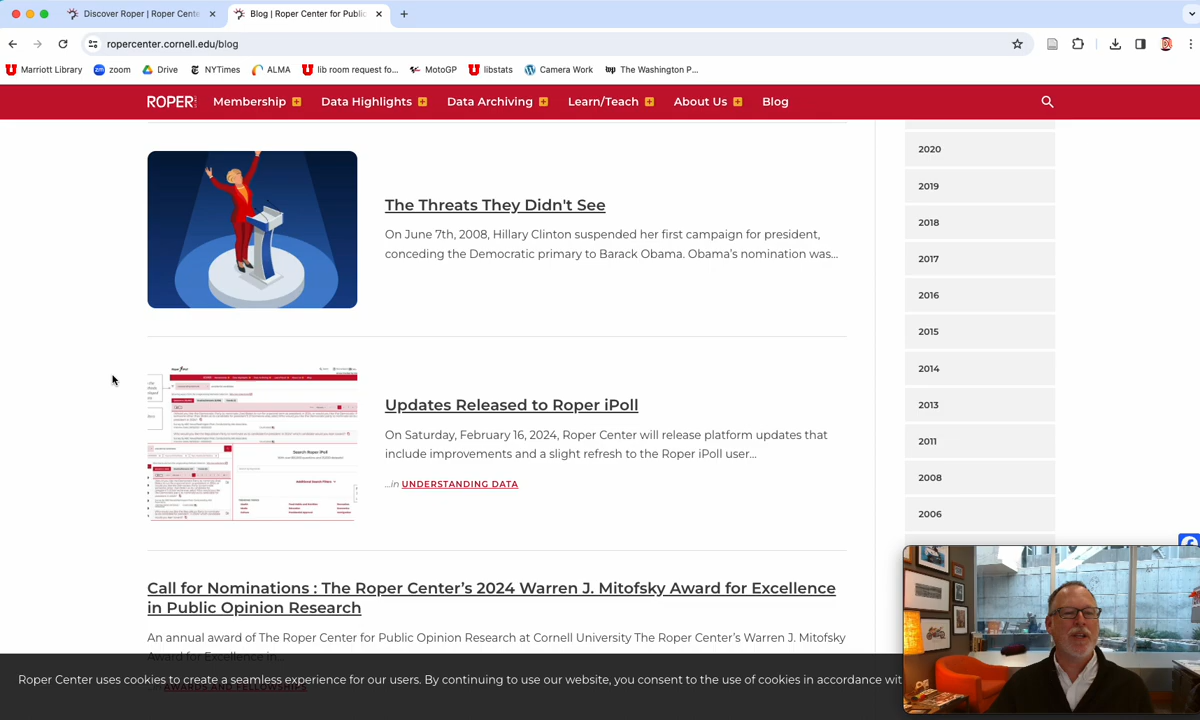 Discover Roper | Roper Cente
Blog | Roper Center for Public
ropercenter.cornell.edu/blog
Marriott Library
zoom
Drive
NYTimes
ALMA
lib room request fo...
MotoGP
libstats
Camera Work
The Washington P...
ROPER
Membership
Data Highlights
Data Archiving
Learn/Teach
About Us
Blog
The Threats They Didn't See
On June 7th, 2008, Hillary Clinton suspended her first campaign for president,
conceding the Democratic primary to Barack Obama. Obama's nomination was...
Updates Released to Roper iPoll
On Saturday, February 16, 2024, Roper Center will release platform updates that
include improvements and a slight refresh to the Roper iPoll user...
...in UNDERSTANDING DATA
Search Roper iPoll
Call for Nominations : The Roper Center's 2024 Warren J. Mitofsky Award for Excellence
in Public Opinion Research
An annual award of The Roper Center for Public Opinion Research at Cornell University The Roper Center's Warren J. Mitofsky
Award for Excellence in...
...in AWARDS AND FELLOWSHIPS
Roper Center uses cookies to create a seamless experience for our users. By continuing to use our website, you consent to the use of cookies in accordance wit
2020
2019
2018
2017
2016
2015
2014
2013
2011
2008
2006